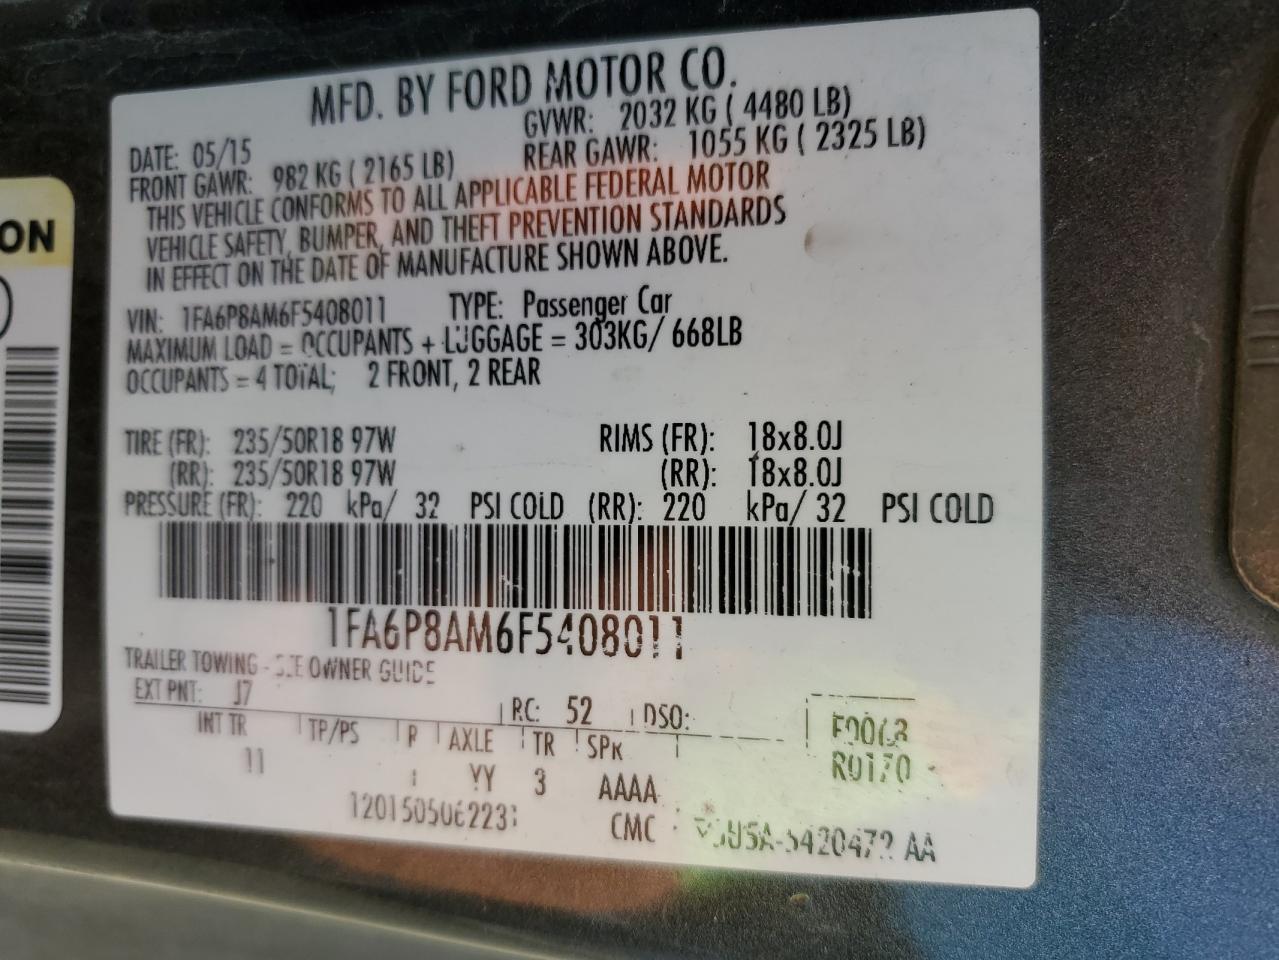 MFD. BY FORD MOTOR CO.
DATE: 05/15 GVWR: 2032 KG ( 4480 LB)
FRONT GAWR: 982 KG ( 2165 LB) REAR GAWR: 1055 KG ( 2325 LB)
THIS VEHICLE CONFORMS TO ALL APPLICABLE FEDERAL MOTOR
VEHICLE SAFETY, BUMPER, AND THEFT PREVENTION STANDARDS
IN EFFECT ON THE DATE OF MANUFACTURE SHOWN ABOVE.
VIN: 1FA6P8AM6F5408011 TYPE: Passenger Car
MAXIMUM LOAD = OCCUPANTS + LUGGAGE = 303KG/ 668LB
OCCUPANTS = 4 TOTAL; 2 FRONT, 2 REAR
TIRE (FR): 235/50R18 97W RIMS (FR): 18x8.0J
(RR): 235/50R18 97W (RR): 18x8.0J
PRESSURE (FR): 220 kPa/ 32 PSI COLD (RR): 220 kPa/ 32 PSI COLD
1FA6P8AM6F5408011
TRAILER TOWING - SEE OWNER GUIDE
EXT PNT: J7 RC: 52 DSO:
INT TR TP/PS R AXLE TR SPR
11 YY 3 AAAA
R0170
CMC
AA
ON